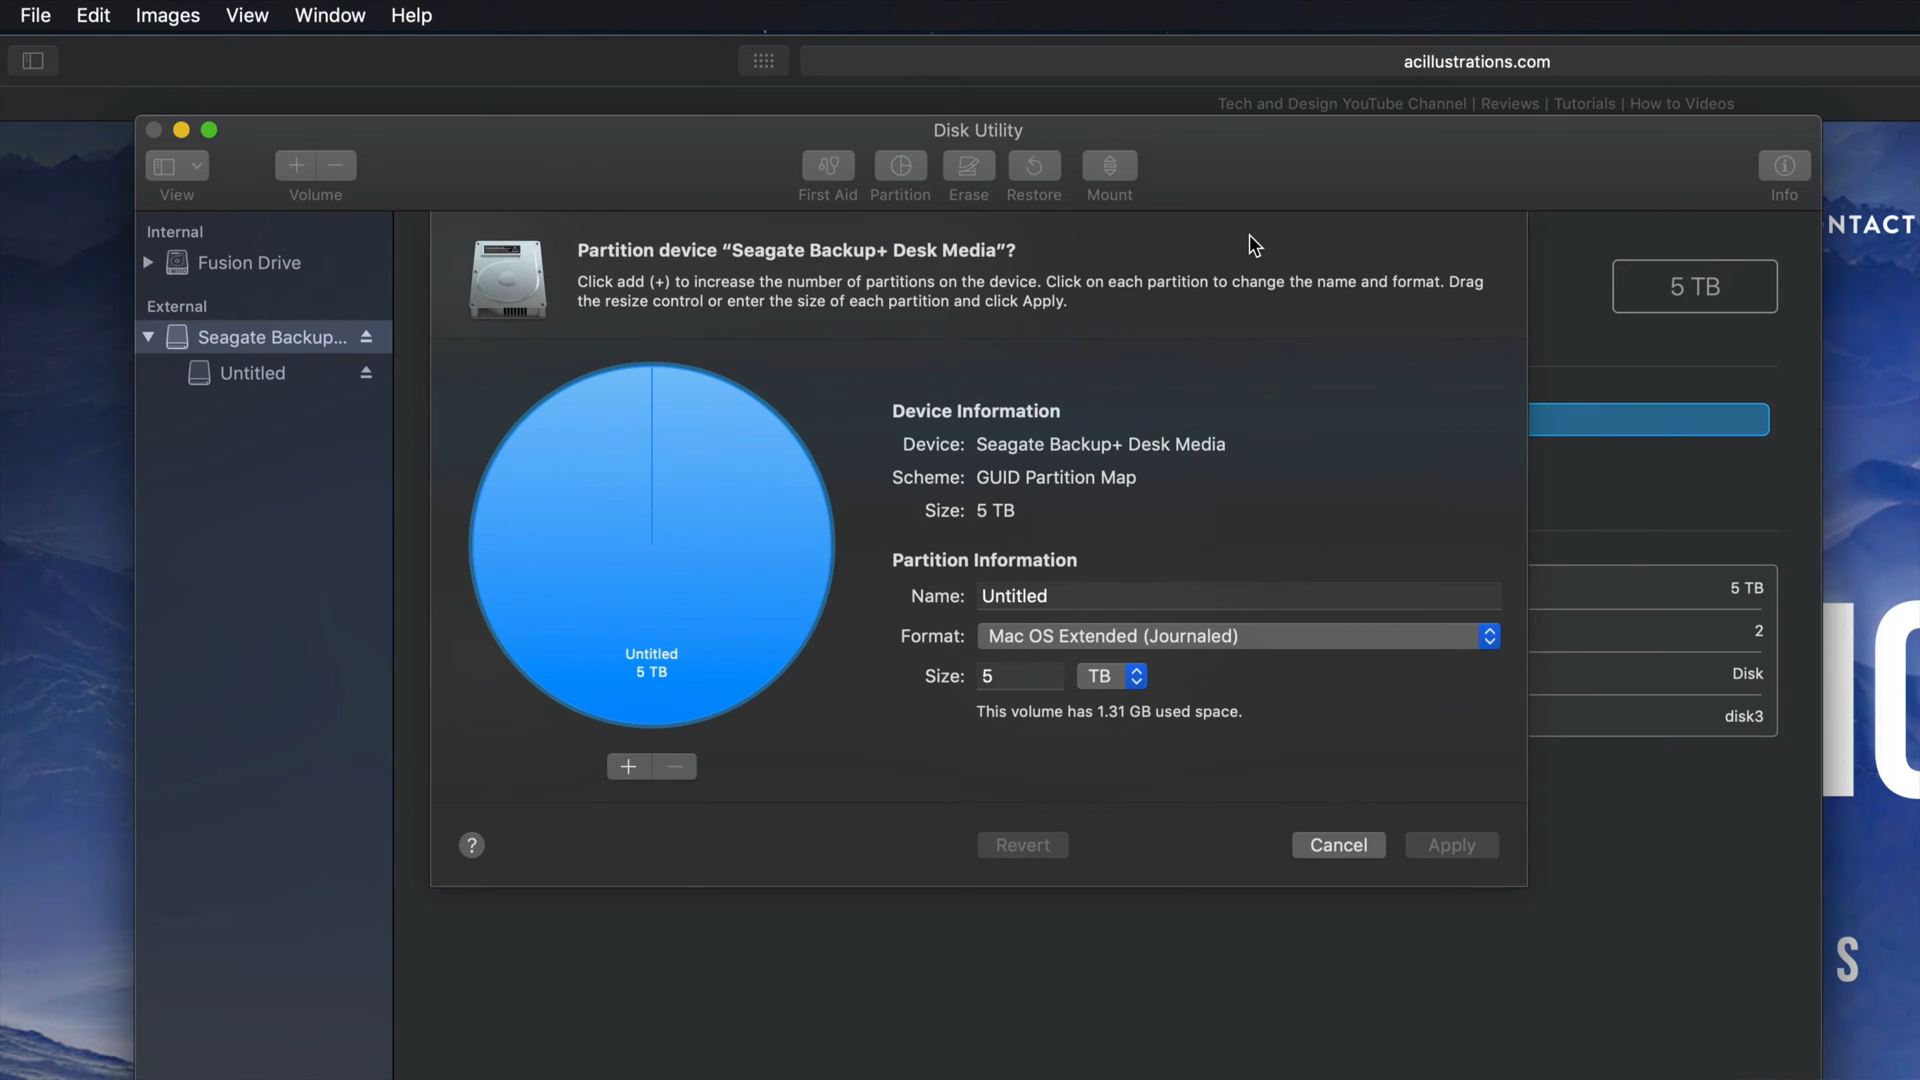 File Edit Images View Window Help
acillustrations.com
Tech and Design YouTube Channel | Reviews | Tutorials | How to Videos
Disk Utility
View Volume First Aid Partition Erase Restore Mount Info
Internal
Fusion Drive
External
Seagate Backup...
Untitled
Partition device “Seagate Backup+ Desk Media”?
Click add (+) to increase the number of partitions on the device. Click on each partition to change the name and format. Drag
the resize control or enter the size of each partition and click Apply.
NTACT
5 TB
Device Information
Device: Seagate Backup+ Desk Media
Scheme: GUID Partition Map
Size: 5 TB
Partition Information
Name: Untitled
Format: Mac OS Extended (Journaled)
Size: 5 TB
This volume has 1.31 GB used space.
Untitled
5 TB
5 TB
2
Disk
disk3
? Revert Cancel Apply
S